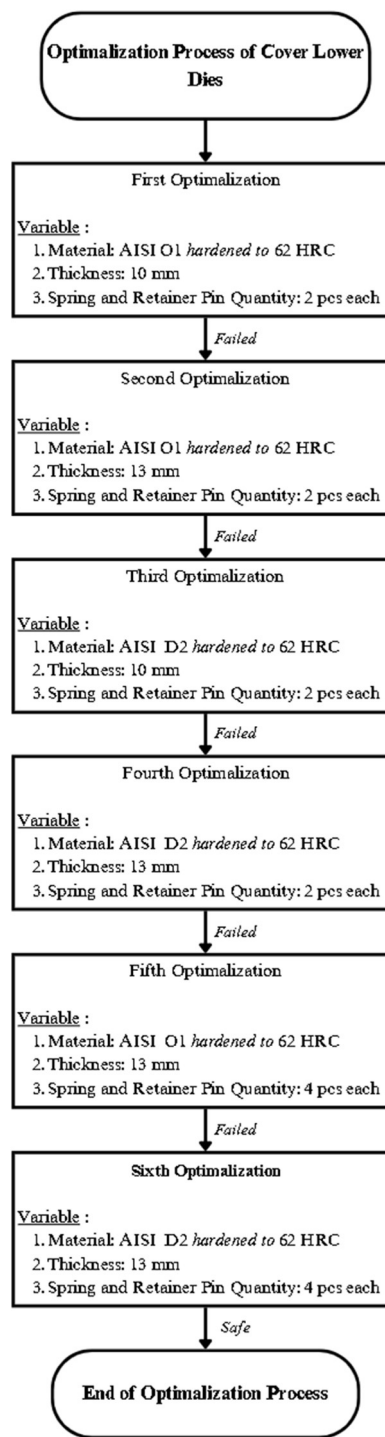 Optimalization Process of Cover Lower
Dies
First Optimalization
Variable :
1. Material: AISI O1 hardened to 62 HRC
2. Thickness: 10 mm
3. Spring and Retainer Pin Quantity: 2 pcs each
Failed
Second Optimalization
Variable :
1. Material: AISI O1 hardened to 62 HRC
2. Thickness: 13 mm
3. Spring and Retainer Pin Quantity: 2 pcs each
Failed
Third Optimalization
Variable :
1. Material: AISI D2 hardened to 62 HRC
2. Thickness: 10 mm
3. Spring and Retainer Pin Quantity: 2 pcs each
Failed
Fourth Optimalization
Variable :
1. Material: AISI D2 hardened to 62 HRC
2. Thickness: 13 mm
3. Spring and Retainer Pin Quantity: 2 pcs each
Failed
Fifth Optimalization
Variable :
1. Material: AISI O1 hardened to 62 HRC
2. Thickness: 13 mm
3. Spring and Retainer Pin Quantity: 4 pcs each
Failed
Sixth Optimalization
Variable :
1. Material: AISI D2 hardened to 62 HRC
2. Thickness: 13 mm
3. Spring and Retainer Pin Quantity: 4 pcs each
Safe
End of Optimalization Process